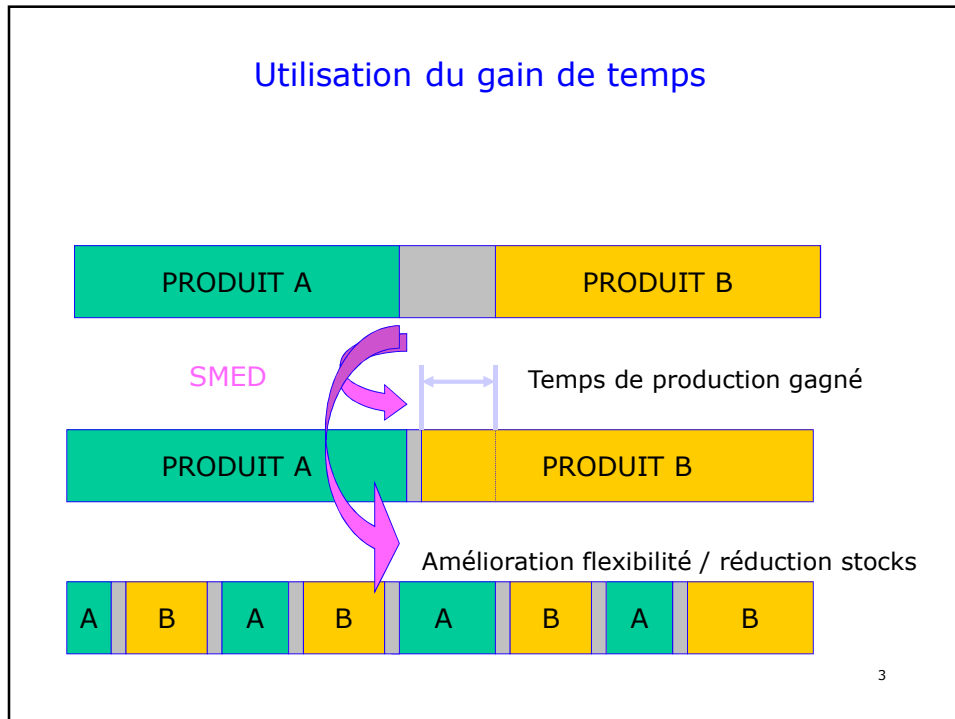 Utilisation du gain de temps
PRODUIT A
PRODUIT B
SMED
Temps de production gagné
PRODUIT A
PRODUIT B
Amélioration flexibilité / réduction stocks
A B A B A B A B
3